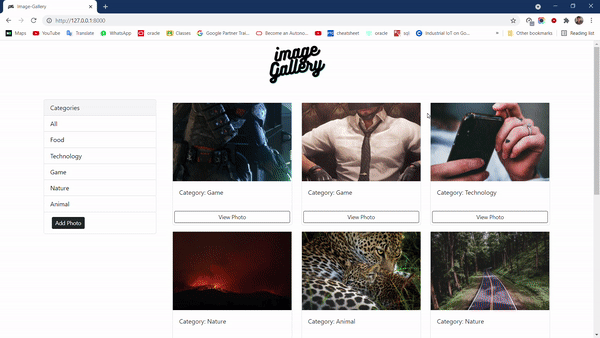 Image-Gallery
http://127.0.0.1:8000
Maps YouTube Translate WhatsApp oracle Classes Google Partner Trai... Become an Autono... YouTube cheatsheet oracle sql Industrial IoT on Go... Other bookmarks Reading list
image
Gallery
Categories
All
Food
Technology
Game
Nature
Animal
Add Photo
Category: Game
View Photo
Category: Game
View Photo
Category: Technology
View Photo
Category: Nature
Category: Animal
Category: Nature